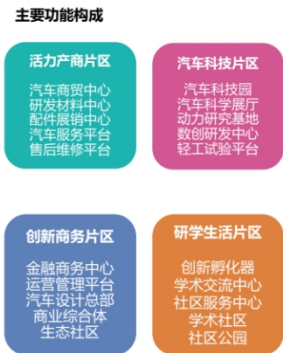 主要功能构成
活力产商片区
汽车商贸中心
研发材料中心
配件展销中心
汽车服务平台
售后维修平台
汽车科技片区
汽车科技园
汽车科学展厅
动力研究基地
数创研发中心
轻工试验平台
创新商务片区
金融商务中心
运营管理平台
汽车设计总部
商业综合体
生态社区
研学生活片区
创新孵化器
学术交流中心
社区服务中心
学术社区
社区公园